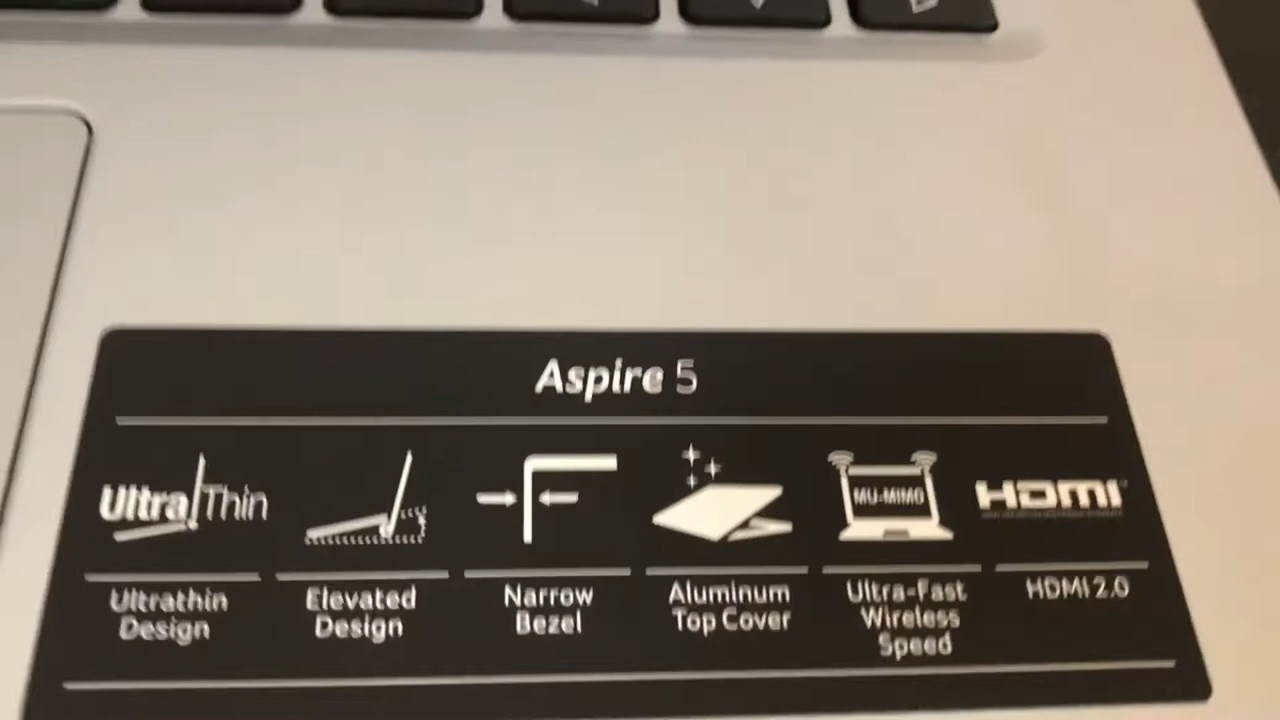 Aspire 5
Ultra Thin
MU-MIMO
HDMI
Ultrathin
Design
Elevated
Design
Narrow
Bezel
Aluminum
Top Cover
Ultra-Fast
Wireless
Speed
HDMI 2.0